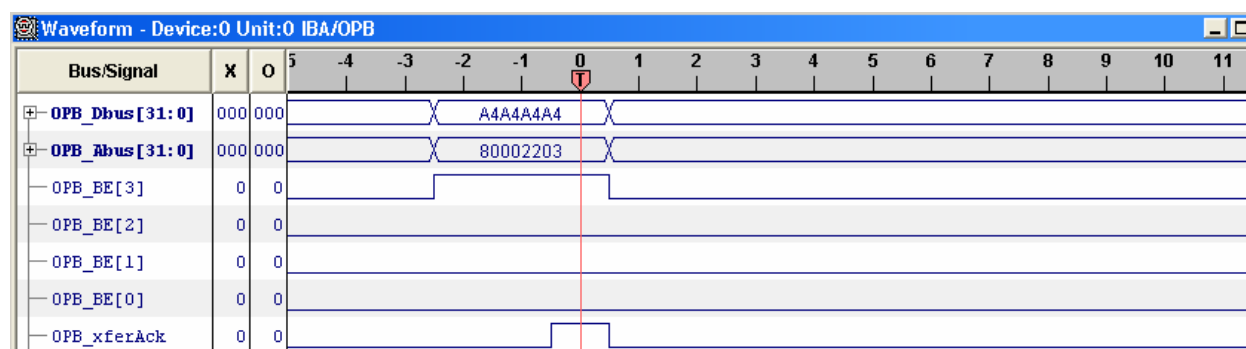 Waveform - Device:0 Unit:0 IBA/OPB
Bus/Signal X O 5 -4 -3 -2 -1 0 1 2 3 4 5 6 7 8 9 10 11
T
OPB_Dbus[31:0] 000 000 A4A4A4A4
OPB_Abus[31:0] 000 000 80002203
OPB_BE[3] 0 0
OPB_BE[2] 0 0
OPB_BE[1] 0 0
OPB_BE[0] 0 0
OPB_xferAck 0 0